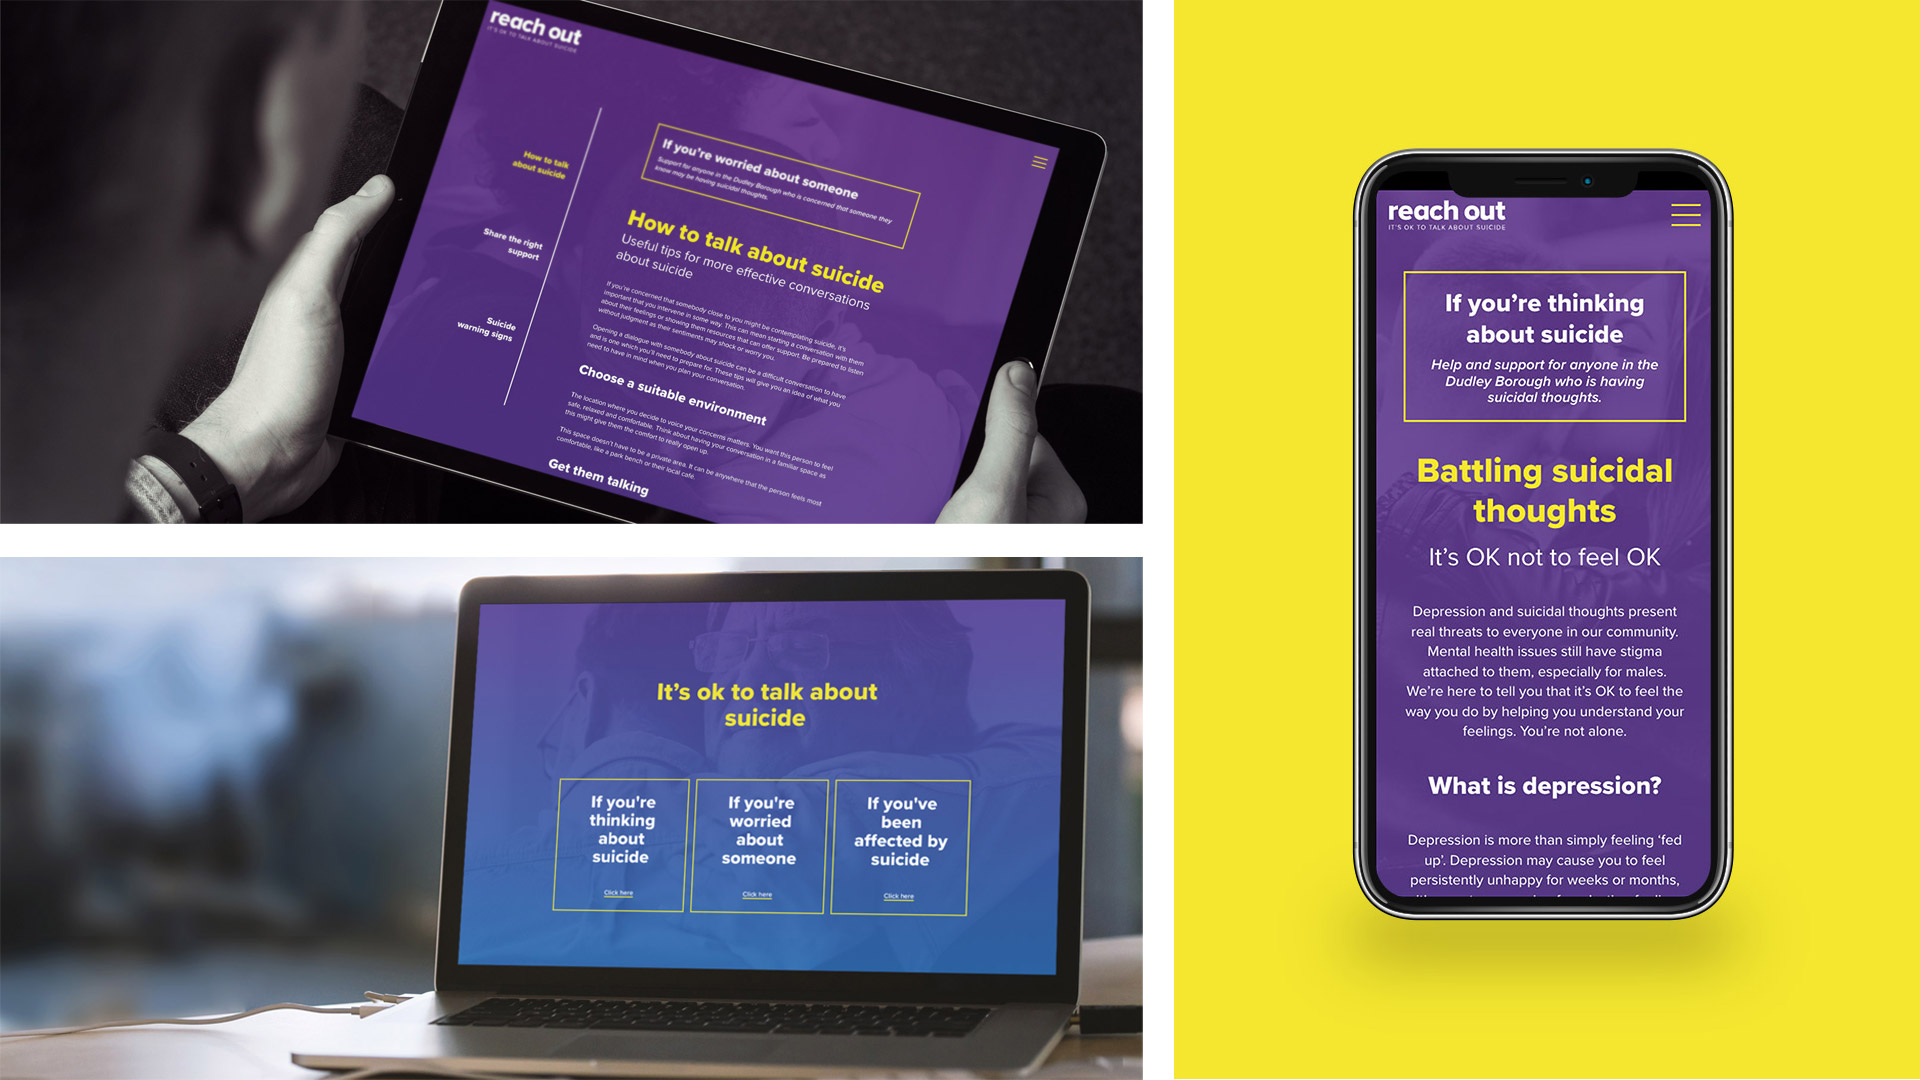 reach out
IT'S OK TO TALK ABOUT SUICIDE
How to talk
about suicide
Share the right
support
Suicide
warning signs
If you're worried about someone
Support for anyone in the Dudley Borough who is concerned that someone they
know may be having suicidal thoughts.
How to talk about suicide
Useful tips for more effective conversations
about suicide
If you're concerned that somebody close to you might be contemplating suicide, it's
important that you intervene in some way. This can mean starting a conversation with them
about their feelings or showing them resources that can offer support. Be prepared to listen
without judgment as their sentiments may shock or worry you.
Opening a dialogue with somebody about suicide can be a difficult conversation to have
and is one which you'll need to prepare for. These tips will give you an idea of what you
need to have in mind when you plan your conversation.
Choose a suitable environment
The location where you decide to voice your concerns matters. You want this person to feel
safe, relaxed and comfortable. Think about having your conversation in a familiar space as
this might give them the comfort to really open up.
This space doesn't have to be a private area. It can be anywhere that the person feels most
comfortable, like a park bench or their local café.
Get them talking
It's ok to talk about
suicide
If you're
thinking
about
suicide
Click here
If you're
worried
about
someone
Click here
If you've
been
affected by
suicide
Click here
reach out
IT'S OK TO TALK ABOUT SUICIDE
If you're thinking
about suicide
Help and support for anyone in the
Dudley Borough who is having
suicidal thoughts.
Battling suicidal
thoughts
It's OK not to feel OK
Depression and suicidal thoughts present
real threats to everyone in our community.
Mental health issues still have stigma
attached to them, especially for males.
We're here to tell you that it's OK to feel the
way you do by helping you understand your
feelings. You're not alone.
What is depression?
Depression is more than simply feeling 'fed
up'. Depression may cause you to feel
persistently unhappy for weeks or months,